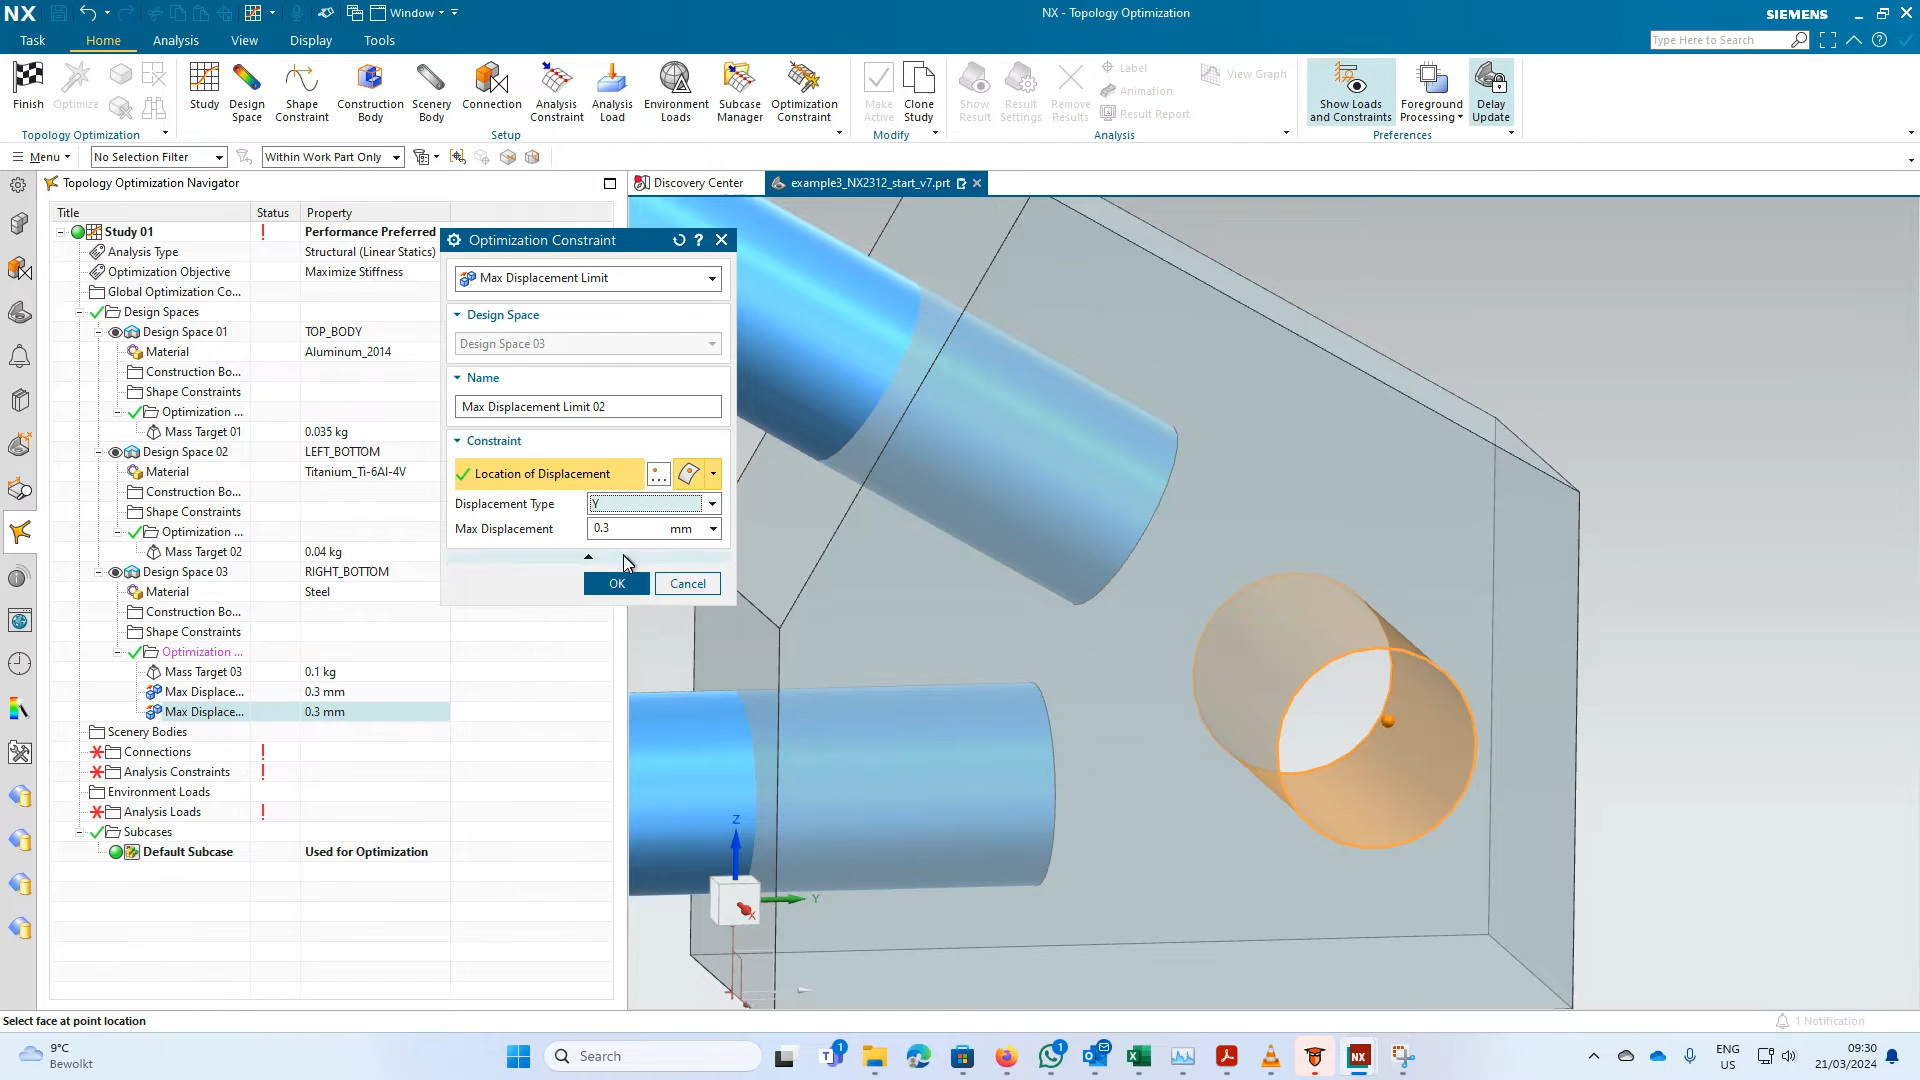 NX
Window
NX - Topology Optimization
SIEMENS
Task
Home
Analysis
View
Display
Tools
Type Here to Search
Finish
Optimize
Study
Design Space
Shape Constraint
Construction Body
Scenery Body
Connection
Analysis Constraint
Analysis Load
Environment Loads
Subcase Manager
Optimization Constraint
Make Active
Clone Study
Show Result
Result Settings
Remove Results
Label
Animation
Result Report
View Graph
Show Loads and Constraints
Foreground Processing
Delay Update
Topology Optimization
Setup
Modify
Analysis
Preferences
Menu
No Selection Filter
Within Work Part Only
Topology Optimization Navigator
Discovery Center
example3_NX2312_start_v7.prt
Title Status Property
Study 01 ! Performance Preferred
Analysis Type Structural (Linear Statics)
Optimization Objective Maximize Stiffness
Global Optimization Co...
Design Spaces
Design Space 01 TOP_BODY
Material Aluminum_2014
Construction Bo...
Shape Constraints
Optimization ...
Mass Target 01 0.035 kg
Design Space 02 LEFT_BOTTOM
Material Titanium_Ti-6Al-4V
Construction Bo...
Shape Constraints
Optimization ...
Mass Target 02 0.04 kg
Design Space 03 RIGHT_BOTTOM
Material Steel
Construction Bo...
Shape Constraints
Optimization ...
Mass Target 03 0.1 kg
Max Displace... 0.3 mm
Max Displace... 0.3 mm
Scenery Bodies
Connections !
Analysis Constraints !
Environment Loads
Analysis Loads !
Subcases
Default Subcase Used for Optimization
Optimization Constraint
Max Displacement Limit
Design Space
Design Space 03
Name
Max Displacement Limit 02
Constraint
Location of Displacement
Displacement Type Y
Max Displacement 0.3 mm
OK
Cancel
Z
Y
X
Select face at point location
1 Notification
9°C
Bewolkt
Search
ENG
US
09:30
21/03/2024